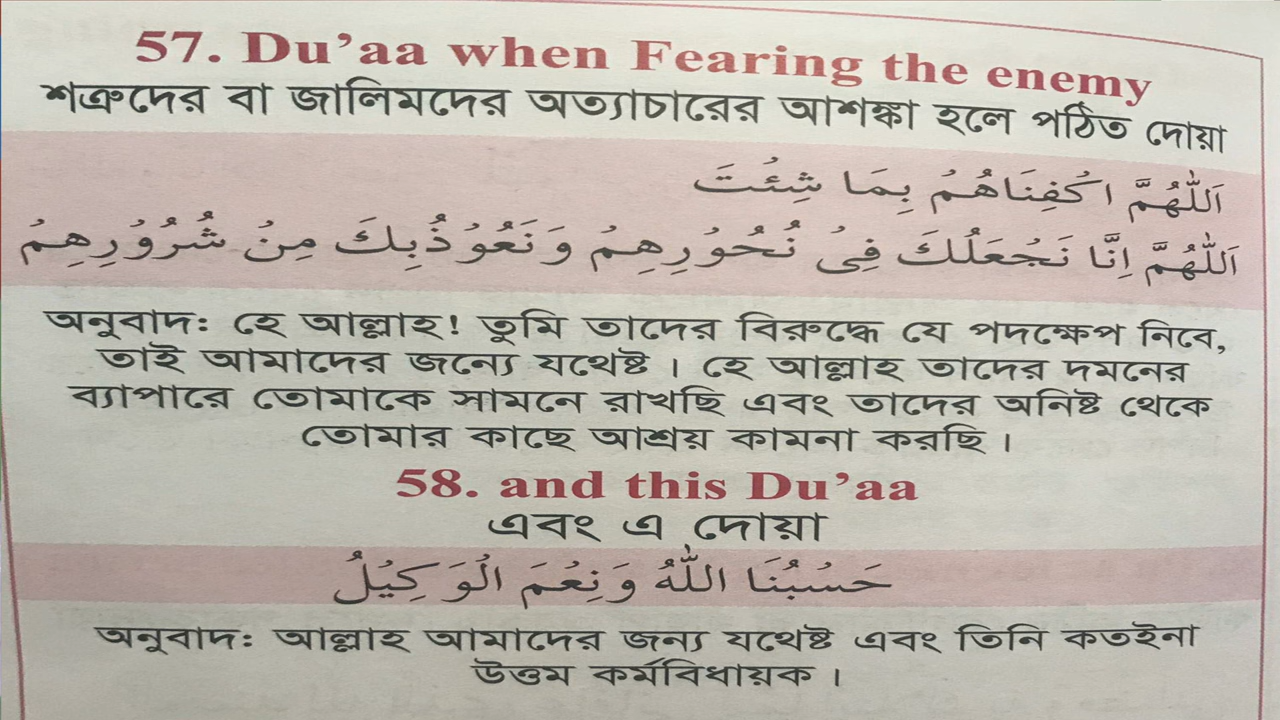 57. Du’aa when Fearing the enemy
শত্রুদের বা জালিমদের অত্যাচারের আশঙ্কা হলে পঠিত দোয়া
اَللّٰهُمَّ اكْفِنَاهُمْ بِمَا شِئْتَ
اَللّٰهُمَّ اِنَّا نَجْعَلُكَ فِىْ نُحُوْرِهِمْ وَنَعُوْذُبِكَ مِنْ شُرُوْرِهِمْ
অনুবাদ: হে আল্লাহ! তুমি তাদের বিরুদ্ধে যে পদক্ষেপ নিবে,
তাই আমাদের জন্যে যথেষ্ট। হে আল্লাহ তাদের দমনের
ব্যাপারে তোমাকে সামনে রাখছি এবং তাদের অনিষ্ট থেকে
তোমার কাছে আশ্রয় কামনা করছি।
58. and this Du’aa
এবং এ দোয়া
حَسْبُنَا اللّٰهُ وَنِعْمَ الْوَكِيْلُ
অনুবাদ: আল্লাহ আমাদের জন্য যথেষ্ট এবং তিনি কতইনা
উত্তম কর্মবিধায়ক।